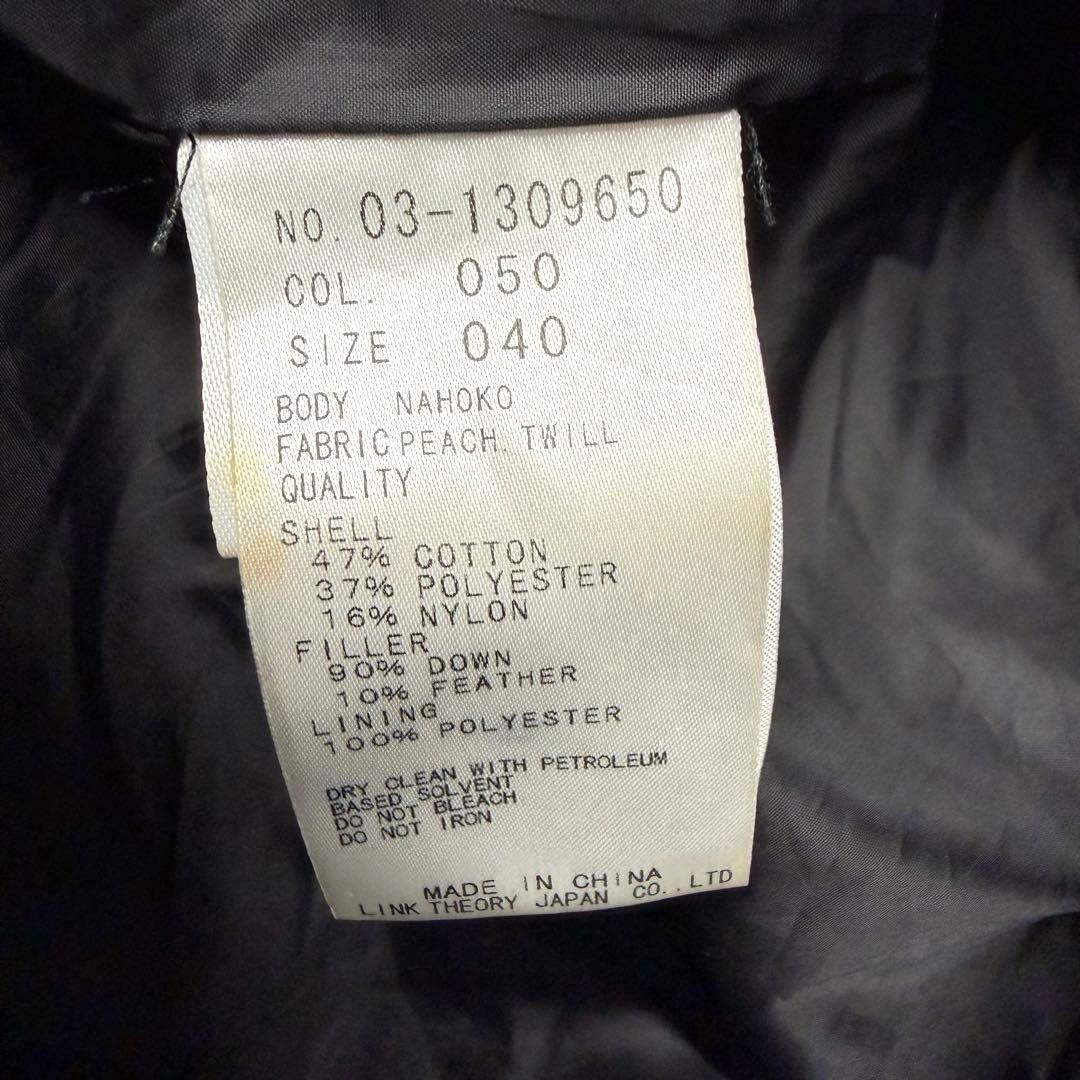 NO. 03-1309650
COL. 050
SIZE 040
BODY NAHOKO
FABRIC PEACH. TWILL
QUALITY
SHELL
47% COTTON
37% POLYESTER
16% NYLON
FILLER
90% DOWN
10% FEATHER
LINING
100% POLYESTER
DRY CLEAN WITH PETROLEUM
BASED SOLVENT
DO NOT BLEACH
DO NOT IRON
MADE IN CHINA
LINK THEORY JAPAN CO.,LTD